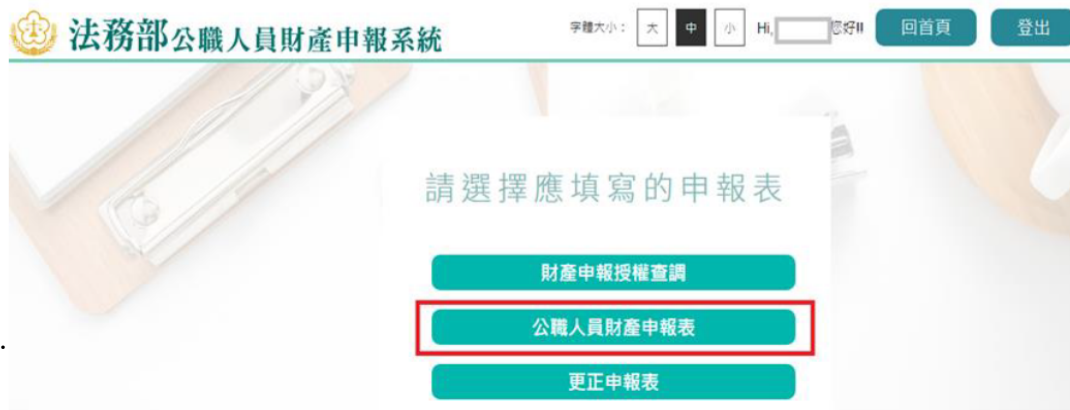 法務部公職人員財產申報系統
字體大小： 大 中 小 Hi, 您好!! 回首頁 登出
請選擇應填寫的申報表
財產申報授權查調
公職人員財產申報表
更正申報表